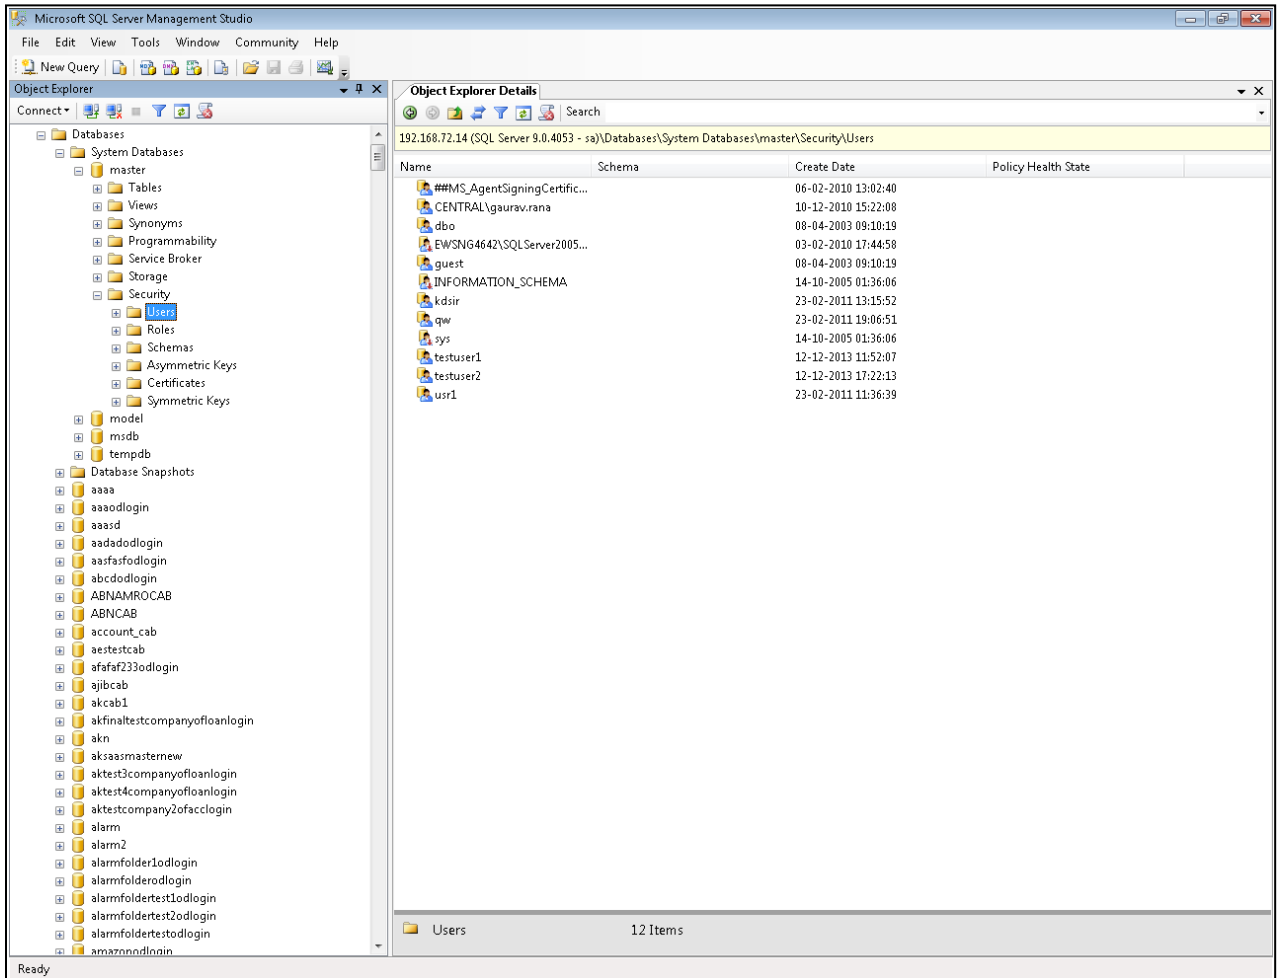 Microsoft SQL Server Management Studio
File Edit View Tools Window Community Help
New Query
Object Explorer
Connect
Databases
System Databases
master
Tables
Views
Synonyms
Programmability
Service Broker
Storage
Security
Users
Roles
Schemas
Asymmetric Keys
Certificates
Symmetric Keys
model
msdb
tempdb
Database Snapshots
aaaa
aaaodlogin
aaasd
aadadodlogin
aasfasfodlogin
abcdodlogin
ABNAMROCAB
ABNCAB
account_cab
aestestcab
afafaf233odlogin
ajibcab
akcab1
akfinaltestcompanyofloanlogin
akn
aksaasmasternew
aktest3companyofloanlogin
aktest4companyofloanlogin
aktestcompany2ofacclogin
alarm
alarm2
alarmfolder1odlogin
alarmfolderodlogin
alarmfoldertest1odlogin
alarmfoldertest2odlogin
alarmfoldertestodlogin
amazonodlogin
Object Explorer Details
Search
192.168.72.14 (SQL Server 9.0.4053 - sa)\Databases\System Databases\master\Security\Users
Name Schema Create Date Policy Health State
##MS_AgentSigningCertific... 06-02-2010 13:02:40
CENTRAL\gaurav.rana 10-12-2010 15:22:08
dbo 08-04-2003 09:10:19
EWSNG4642\SQLServer2005... 03-02-2010 17:44:58
guest 08-04-2003 09:10:19
INFORMATION_SCHEMA 14-10-2005 01:36:06
kdsir 23-02-2011 13:15:52
qw 23-02-2011 19:06:51
sys 14-10-2005 01:36:06
testuser1 12-12-2013 11:52:07
testuser2 12-12-2013 17:22:13
usr1 23-02-2011 11:36:39
Users 12 Items
Ready